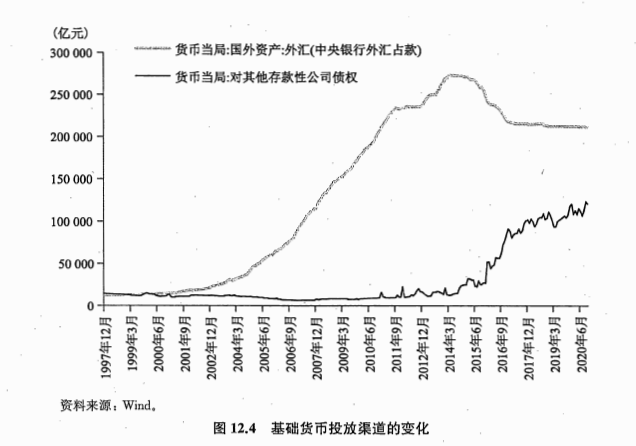 (亿元)
300 000
250 000
200 000
150 000
100 000
50 000
0
货币当局:国外资产:外汇(中央银行外汇占款)
货币当局:对其他存款性公司债权
1997年12月
1999年3月
2000年6月
2001年9月
2002年12月
2004年3月
2005年6月
2006年9月
2007年12月
2009年3月
2010年6月
2011年9月
2012年12月
2014年3月
2015年6月
2016年9月
2017年12月
2019年3月
2020年6月
资料来源：Wind。
图 12.4 基础货币投放渠道的变化